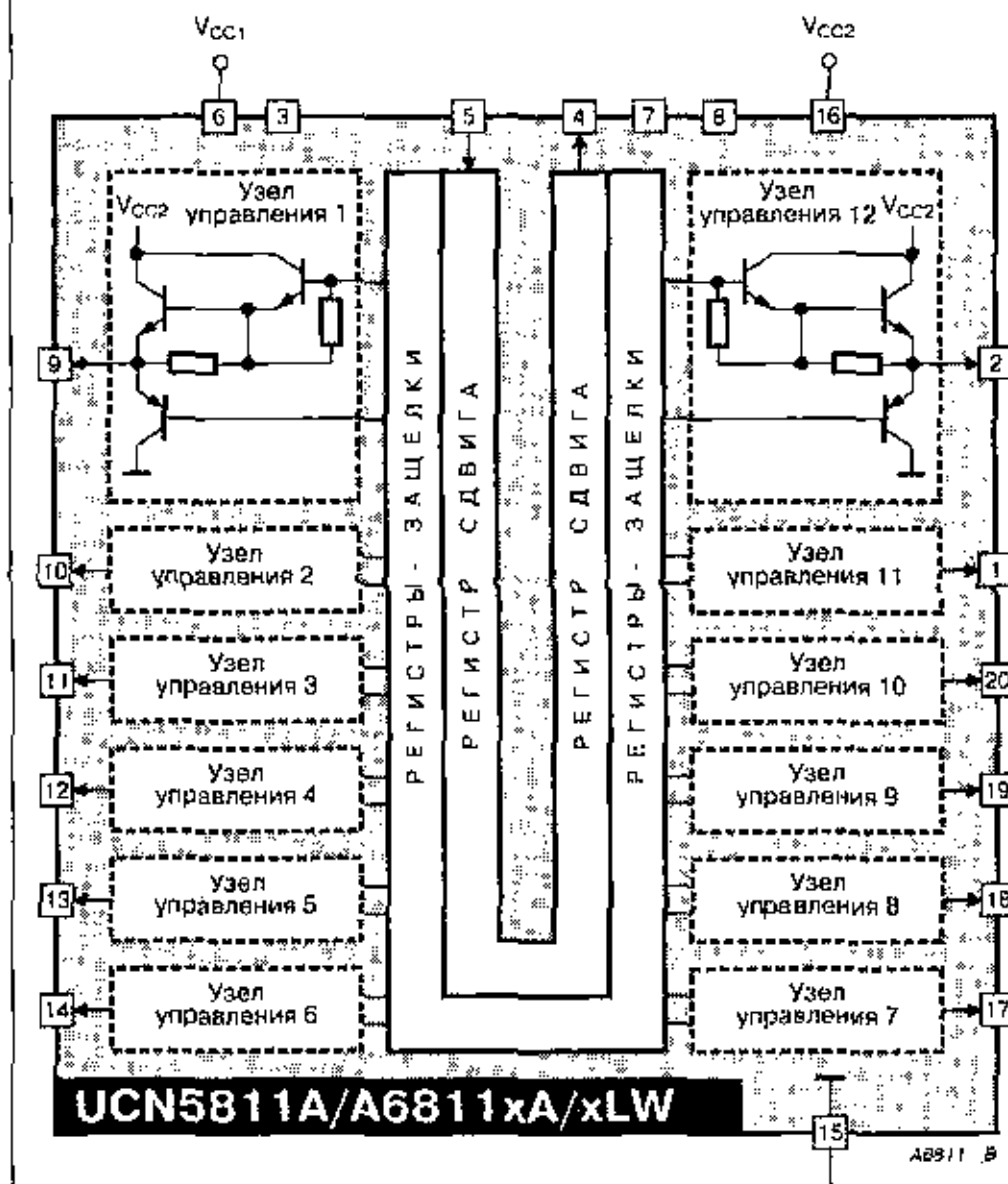 VCC1
VCC2
6
3
5
4
7
8
16
Узел
управления 1
VCC2
Узел
управления 12
VCC2
9
2
РЕГИСТРЫ - ЗАЩЕЛКИ
РЕГИСТР СДВИГА
РЕГИСТР СДВИГА
РЕГИСТРЫ - ЗАЩЕЛКИ
10
Узел
управления 2
Узел
управления 11
1
11
Узел
управления 3
Узел
управления 10
20
12
Узел
управления 4
Узел
управления 9
19
13
Узел
управления 5
Узел
управления 8
18
14
Узел
управления 6
Узел
управления 7
17
UCN5811A/A6811xA/xLW
15
A6811_B